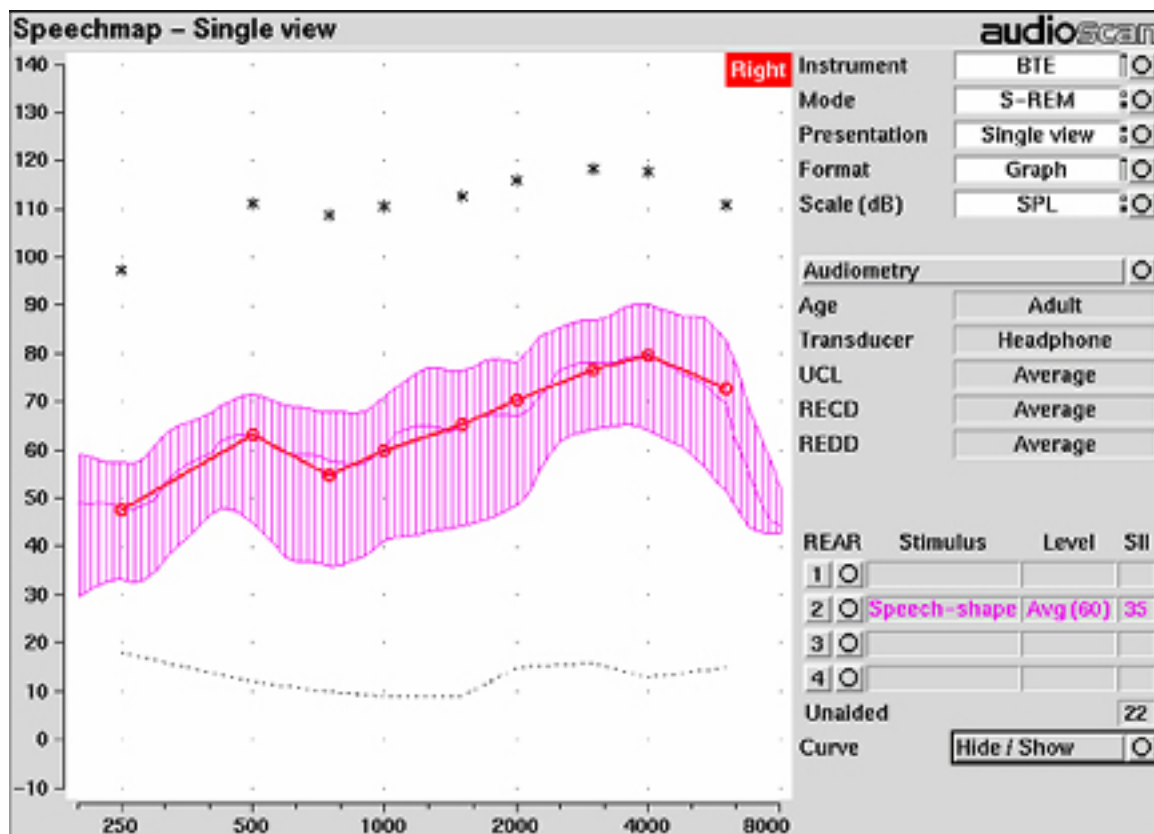 Speechmap – Single view
audioscan
Right
140
130
120
110
100
90
80
70
60
50
40
30
20
10
0
-10
250 500 1000 2000 4000 8000
Instrument BTE
Mode S-REM
Presentation Single view
Format Graph
Scale (dB) SPL
Audiometry
Age Adult
Transducer Headphone
UCL Average
RECD Average
REDD Average
REAR Stimulus Level SII
1
2 Speech-shape Avg (60) 35
3
4
Unaided 22
Curve Hide / Show